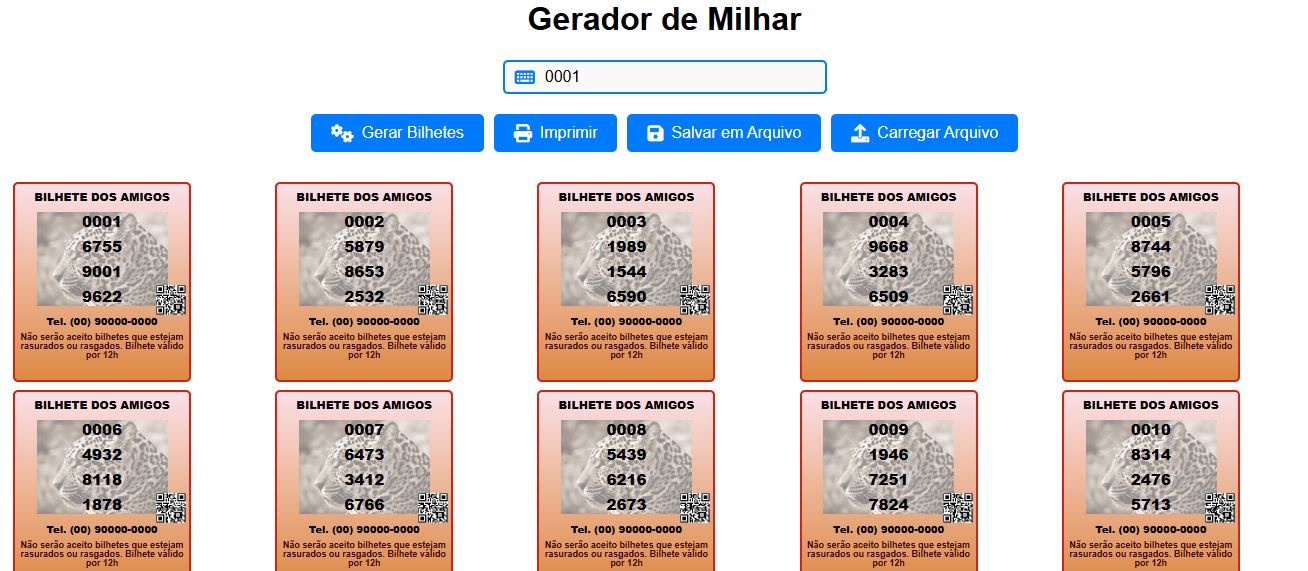 Gerador de Milhar
0001
Gerar Bilhetes
Imprimir
Salvar em Arquivo
Carregar Arquivo
BILHETE DOS AMIGOS
0001
6755
9001
9622
Tel. (00) 90000-0000
Não serão aceito bilhetes que estejam
rasurados ou rasgados. Bilhete válido
por 12h
BILHETE DOS AMIGOS
0002
5879
8653
2532
Tel. (00) 90000-0000
Não serão aceito bilhetes que estejam
rasurados ou rasgados. Bilhete válido
por 12h
BILHETE DOS AMIGOS
0003
1989
1544
6590
Tel. (00) 90000-0000
Não serão aceito bilhetes que estejam
rasurados ou rasgados. Bilhete válido
por 12h
BILHETE DOS AMIGOS
0004
9668
3283
6509
Tel. (00) 90000-0000
Não serão aceito bilhetes que estejam
rasurados ou rasgados. Bilhete válido
por 12h
BILHETE DOS AMIGOS
0005
8744
5796
2661
Tel. (00) 90000-0000
Não serão aceito bilhetes que estejam
rasurados ou rasgados. Bilhete válido
por 12h
BILHETE DOS AMIGOS
0006
4932
8118
1878
Tel. (00) 90000-0000
Não serão aceito bilhetes que estejam
rasurados ou rasgados. Bilhete válido
por 12h
BILHETE DOS AMIGOS
0007
6473
3412
6766
Tel. (00) 90000-0000
Não serão aceito bilhetes que estejam
rasurados ou rasgados. Bilhete válido
por 12h
BILHETE DOS AMIGOS
0008
5439
6216
2673
Tel. (00) 90000-0000
Não serão aceito bilhetes que estejam
rasurados ou rasgados. Bilhete válido
por 12h
BILHETE DOS AMIGOS
0009
1946
7251
7824
Tel. (00) 90000-0000
Não serão aceito bilhetes que estejam
rasurados ou rasgados. Bilhete válido
por 12h
BILHETE DOS AMIGOS
0010
8314
2476
5713
Tel. (00) 90000-0000
Não serão aceito bilhetes que estejam
rasurados ou rasgados. Bilhete válido
por 12h